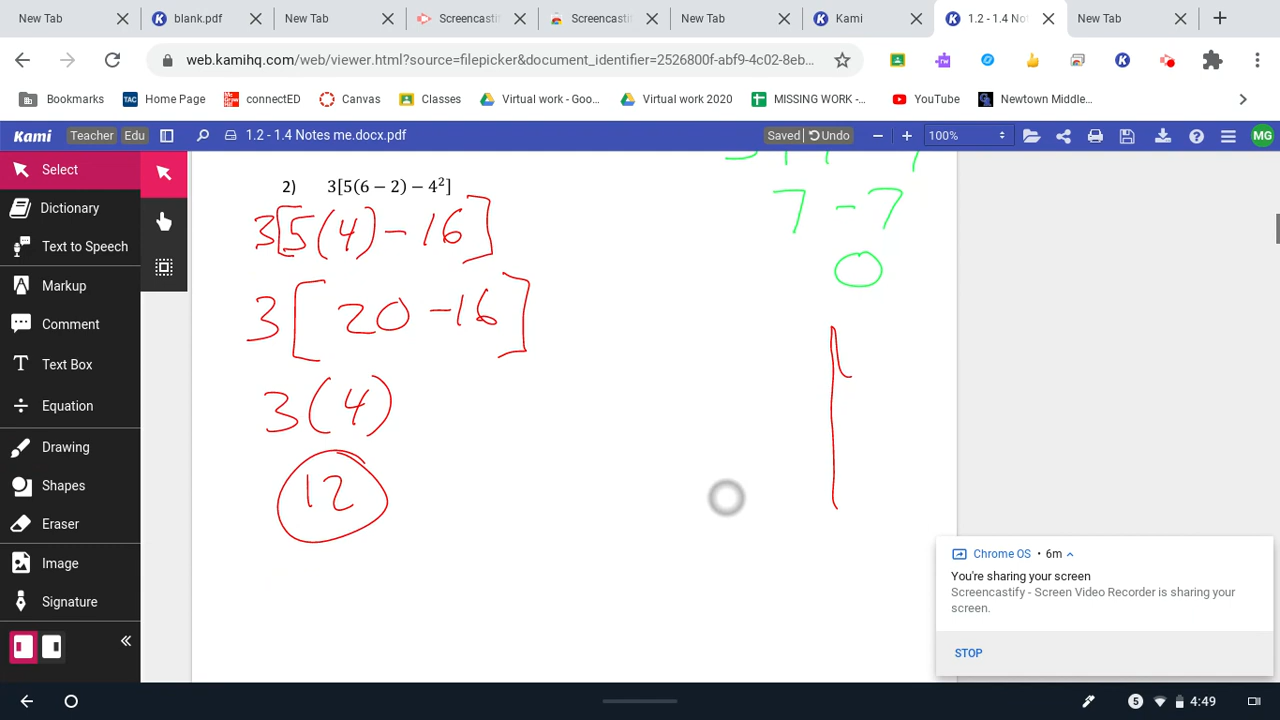 New Tab blank.pdf New Tab Screencasti Screencasti New Tab Kami 1.2 - 1.4 No New Tab
web.kamihq.com/web/viewer.html?source=filepicker&document_identifier=2526800f-abf9-4c02-8eb...
Bookmarks Home Page connectED Canvas Classes Virtual work - Goo... Virtual work 2020 MISSING WORK -... YouTube Newtown Middle...
Kami Teacher Edu 1.2 - 1.4 Notes me.docx.pdf Saved Undo 100% MG
Select
Dictionary
Text to Speech
Markup
Comment
Text Box
Equation
Drawing
Shapes
Eraser
Image
Signature
2) 3[5(6 − 2) − 4²]
3[5(4) - 16]
3[20 - 16]
3(4)
12
7 - 7
0
Chrome OS • 6m
You're sharing your screen
Screencastify - Screen Video Recorder is sharing your
screen.
STOP
5 4:49